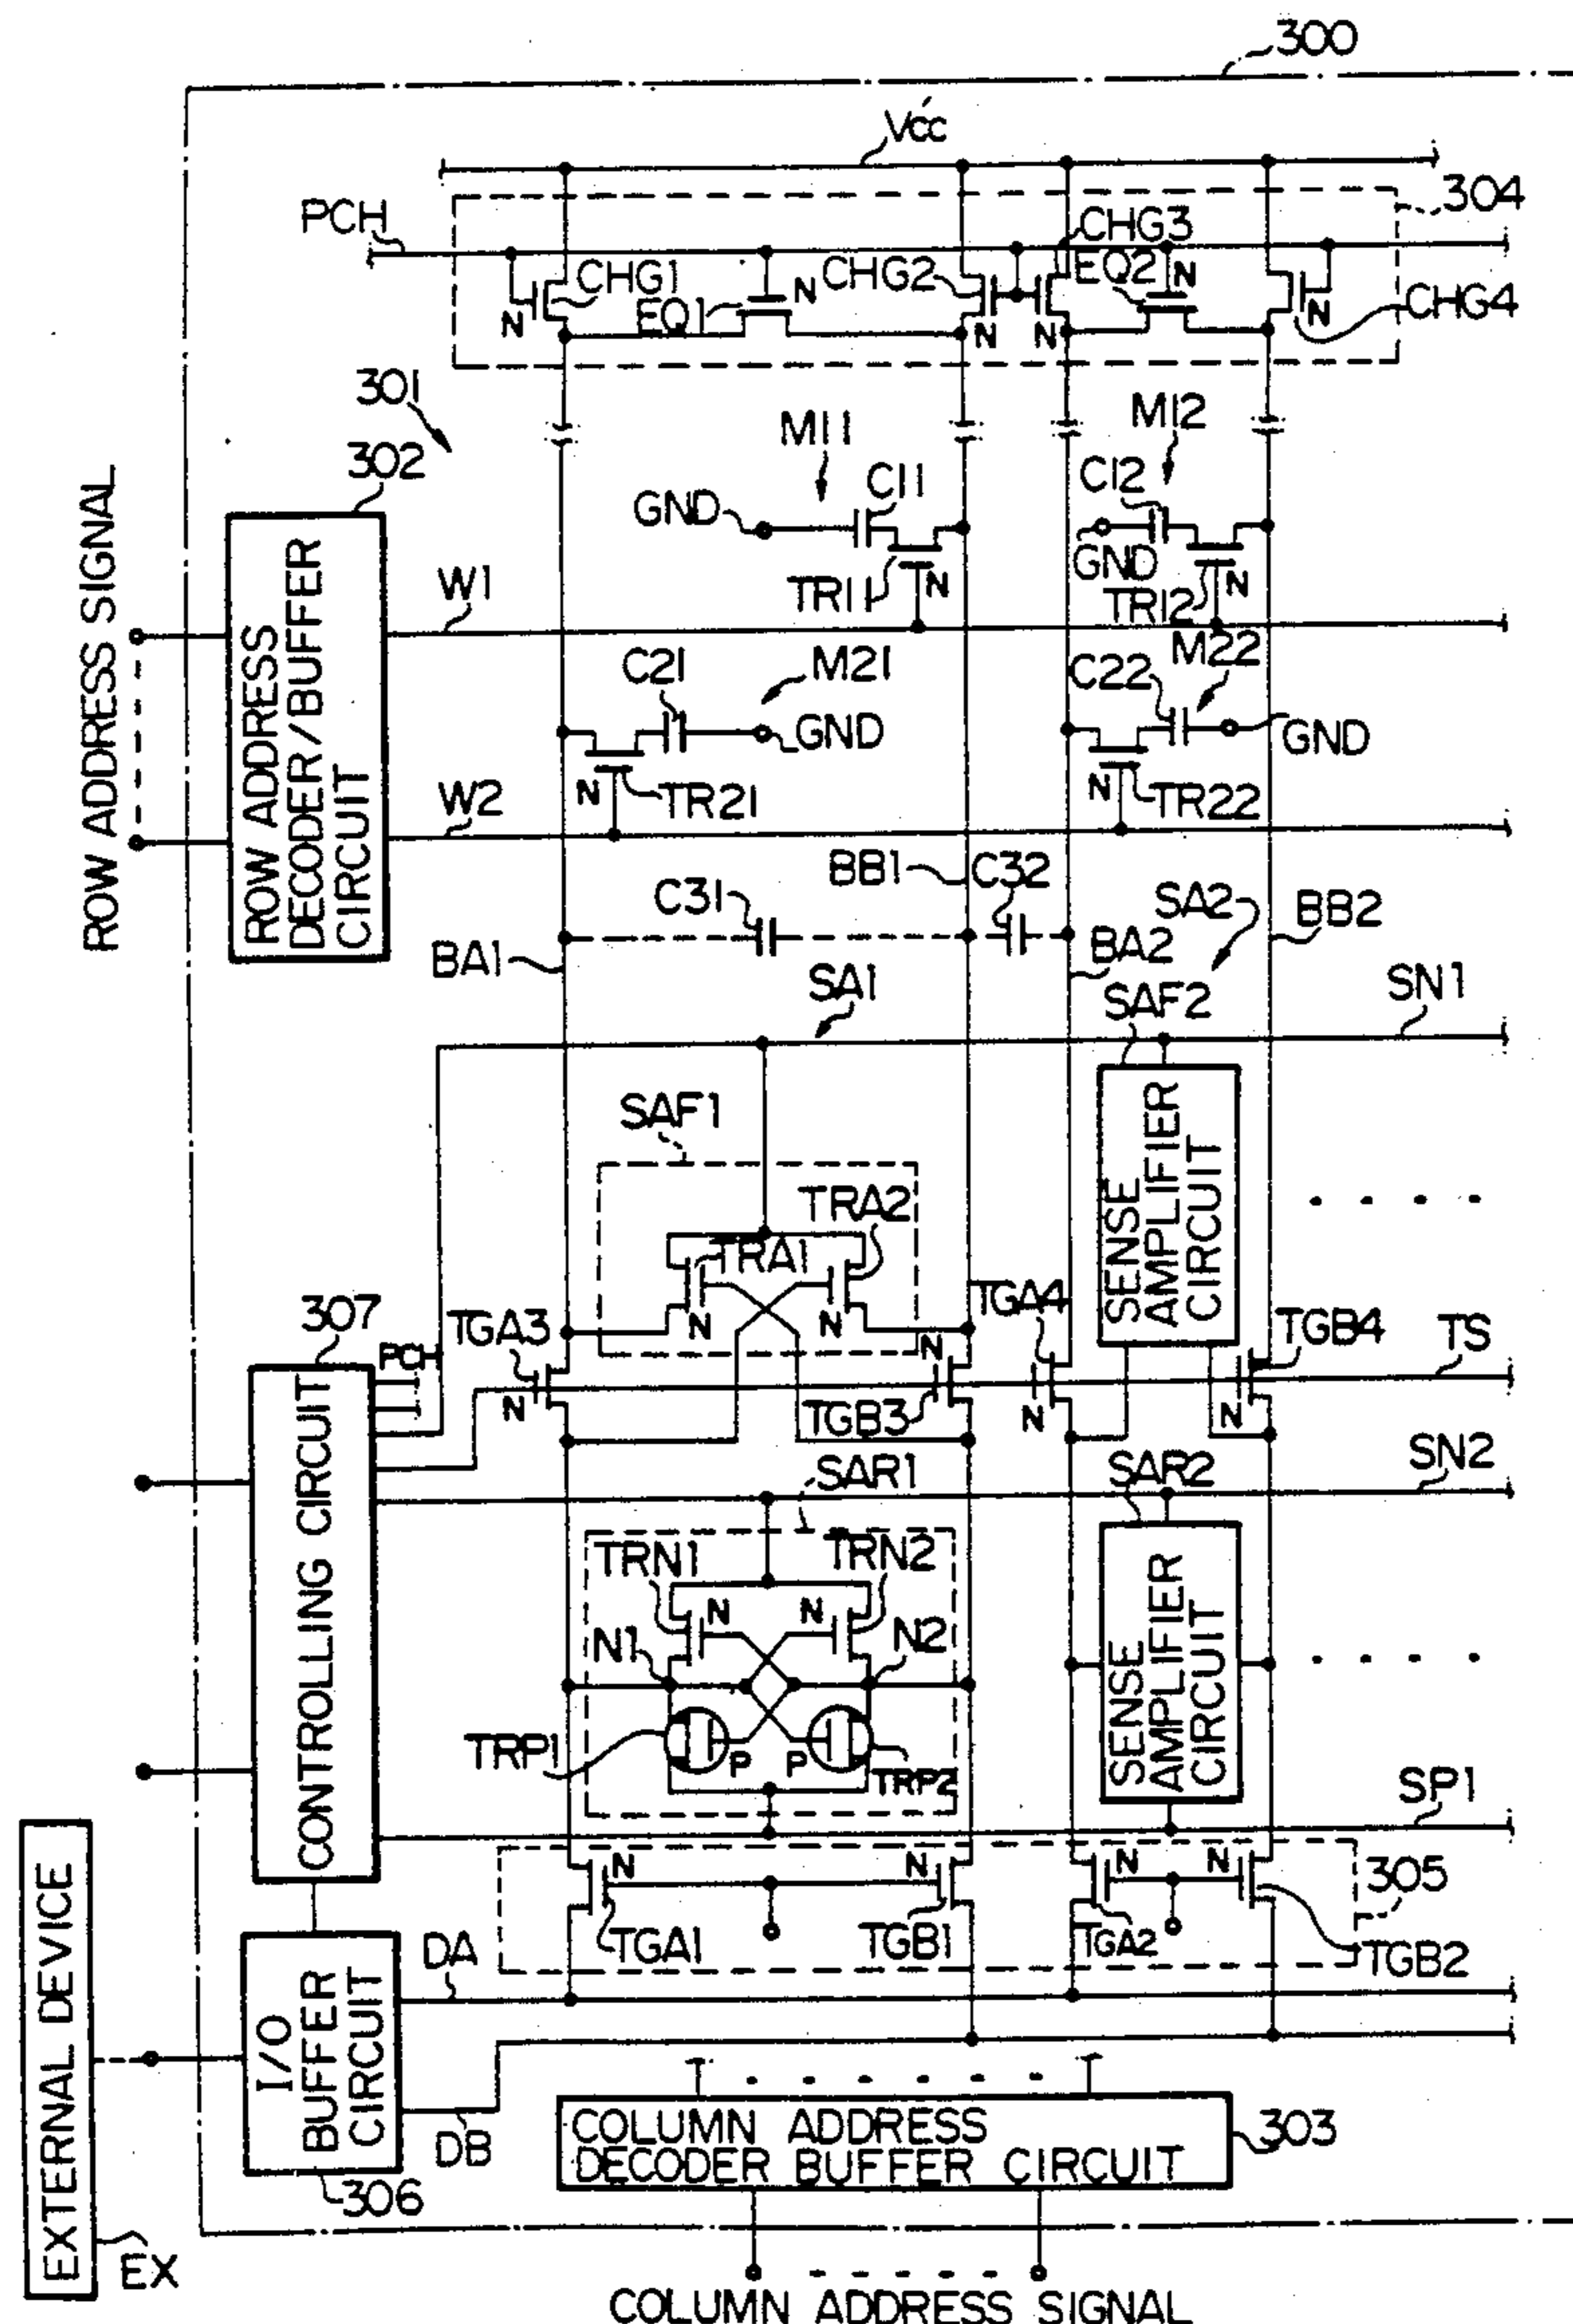 300
Vcc'
304
PCH
CHG1
EQ1
N
N
CHG2
N
CHG3
N
EQ2
N
N
CHG4
301
302
M11
M12
C11
C12
GND
GND
TR11
N
TR12
N
ROW ADDRESS SIGNAL
ROW ADDRESS
DECODER/BUFFER
CIRCUIT
W1
C21
M21
C22
M22
GND
GND
W2
N
TR21
N
TR22
BB1
C32
C31
SA2
BB2
BA1
BA2
SA1
SAF2
SN1
SAF1
SENSE
AMPLIFIER
CIRCUIT
TRA2
TRA1
N
N
307
PCH
TGA3
N
N
TGB3
TGA4
N
TGB4
N
TS
CONTROLLING CIRCUIT
SAR1
SAR2
SN2
TRN1
TRN2
N
N
N1
N2
SENSE
AMPLIFIER
CIRCUIT
TRP1
P
P
TRP2
SP1
N
N
N
N
305
TGA1
TGB1
TGA2
TGB2
EXTERNAL DEVICE
DA
I/O
BUFFER
CIRCUIT
DB
306
EX
COLUMN ADDRESS
DECODER BUFFER CIRCUIT
303
COLUMN ADDRESS SIGNAL